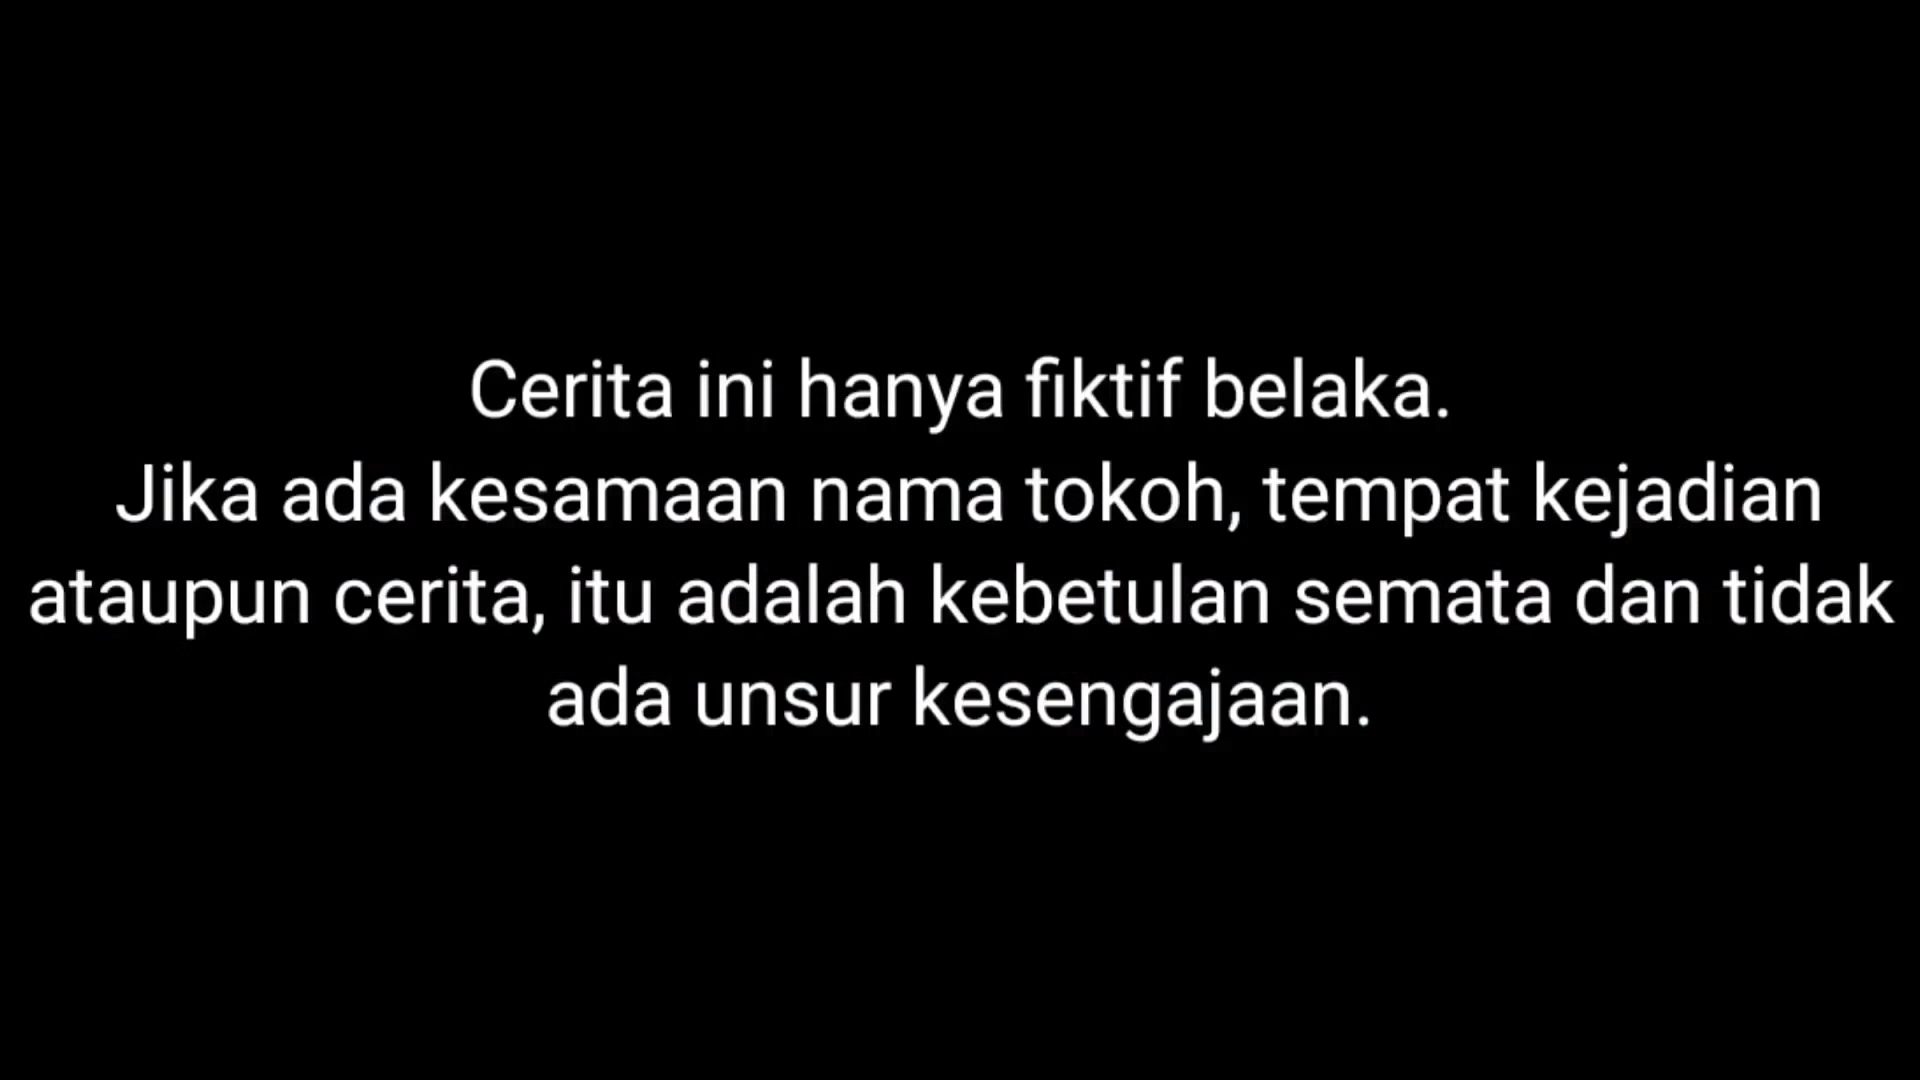 Cerita ini hanya fiktif belaka.
Jika ada kesamaan nama tokoh, tempat kejadian
ataupun cerita, itu adalah kebetulan semata dan tidak
ada unsur kesengajaan.